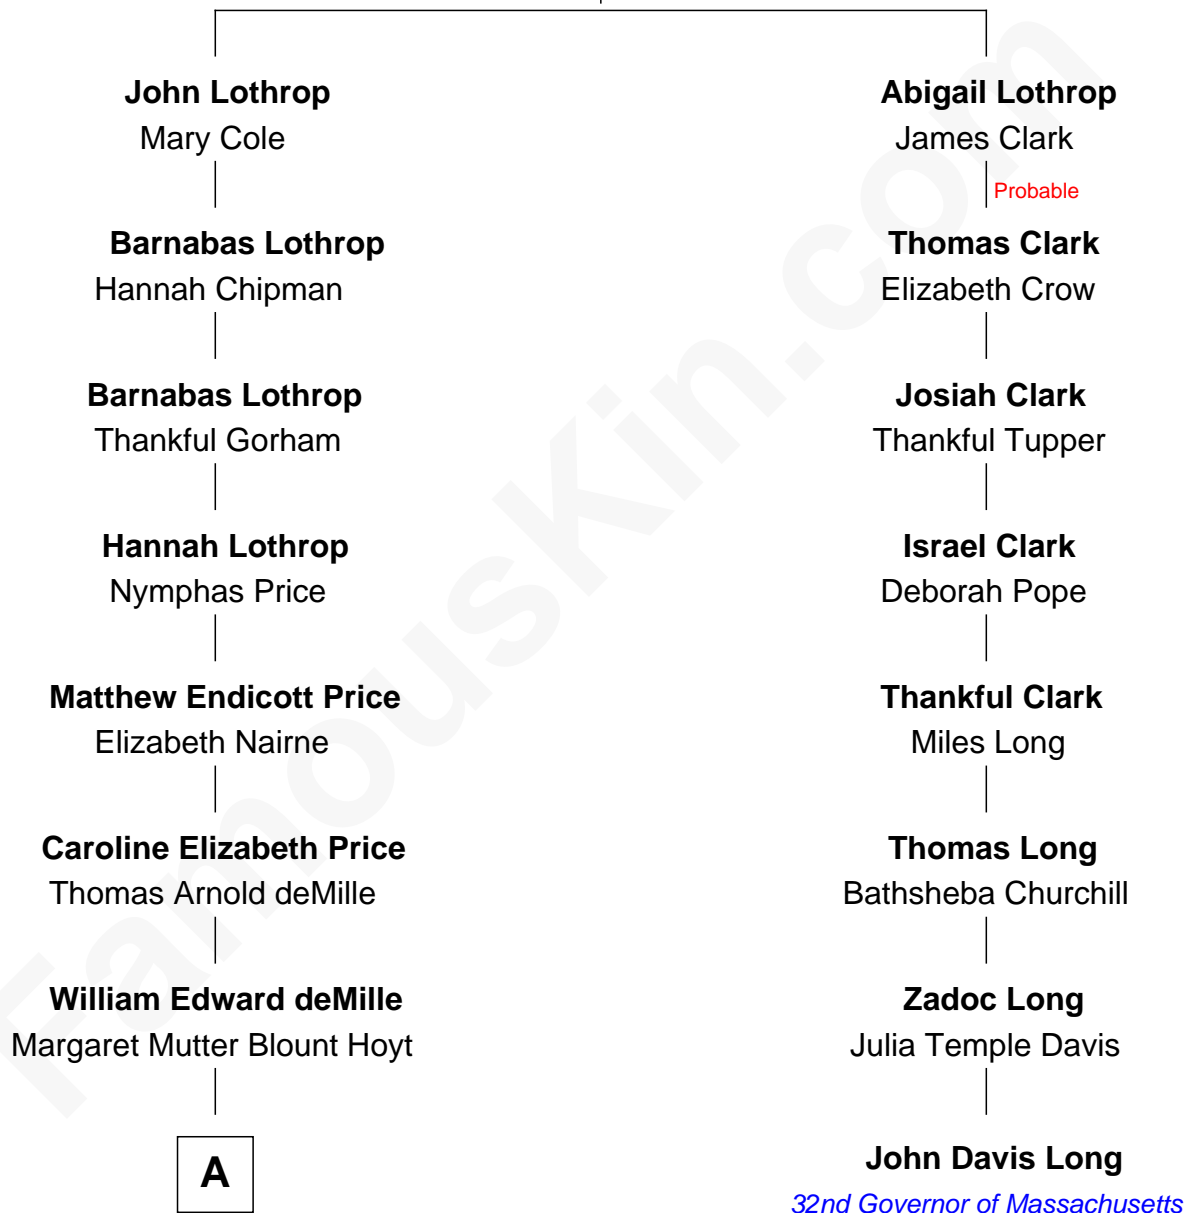 John Lothrop
Mary Cole
Barnabas Lothrop
Hannah Chipman
Barnabas Lothrop
Thankful Gorham
Hannah Lothrop
Nymphas Price
Matthew Endicott Price
Elizabeth Nairne
Caroline Elizabeth Price
Thomas Arnold deMille
William Edward deMille
Margaret Mutter Blount Hoyt
A
Abigail Lothrop
James Clark
Probable
Thomas Clark
Elizabeth Crow
Josiah Clark
Thankful Tupper
Israel Clark
Deborah Pope
Thankful Clark
Miles Long
Thomas Long
Bathsheba Churchill
Zadoc Long
Julia Temple Davis
John Davis Long
32nd Governor of Massachusetts
FamousKin.com